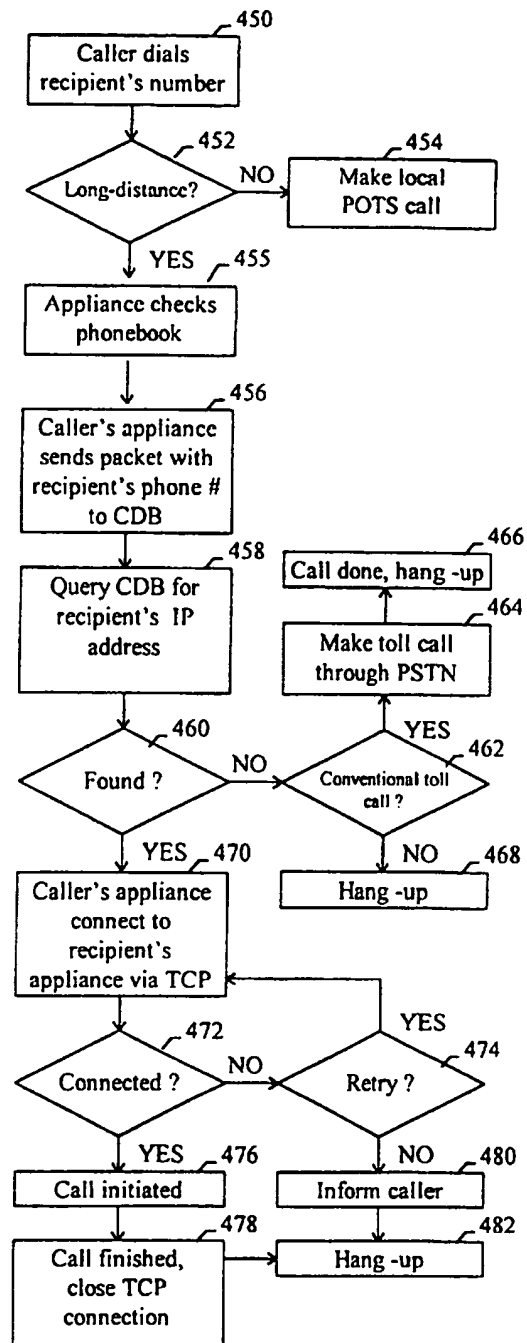 450
Caller dials
recipient's number
452
Long-distance?
NO
454
Make local
POTS call
YES
455
Appliance checks
phonebook
456
Caller's appliance
sends packet with
recipient's phone #
to CDB
458
Query CDB for
recipient's IP
address
466
Call done, hang -up
464
Make toll call
through PSTN
YES
460
Found ?
NO
462
Conventional toll
call ?
YES
470
NO
468
Hang -up
Caller's appliance
connect to
recipient's
appliance via TCP
472
Connected ?
NO
YES
474
Retry ?
YES
476
Call initiated
NO
480
Inform caller
478
Call finished,
close TCP
connection
482
Hang -up